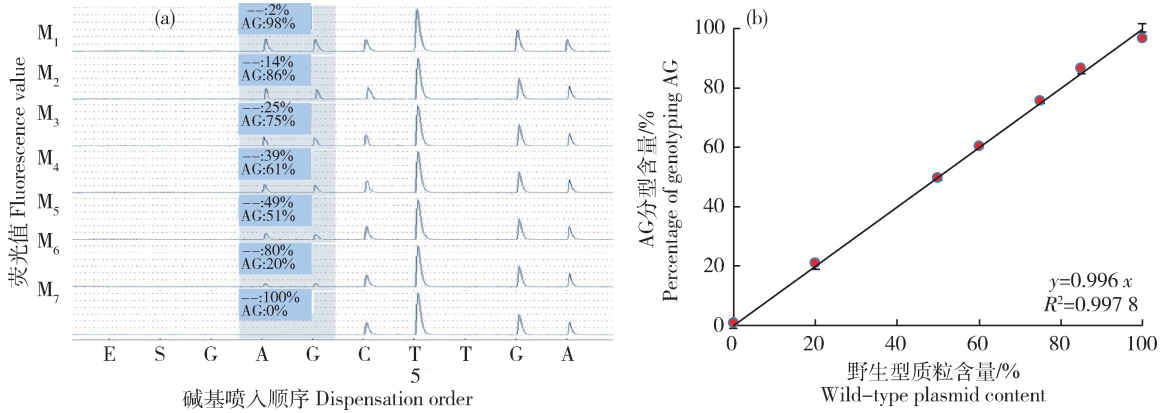 (a)
荧光值 Fluorescence value
M1
––:2%
AG:98%
M2
––:14%
AG:86%
M3
––:25%
AG:75%
M4
––:39%
AG:61%
M5
––:49%
AG:51%
M6
––:80%
AG:20%
M7
––:100%
AG:0%
E S G A G C T T G A
5
碱基喷入顺序 Dispensation order
(b)
AG分型含量/%
Percentage of genotyping AG
100
80
60
40
20
0
y=0.996 x
R²=0.997 8
0 20 40 60 80 100
野生型质粒含量/%
Wild-type plasmid content